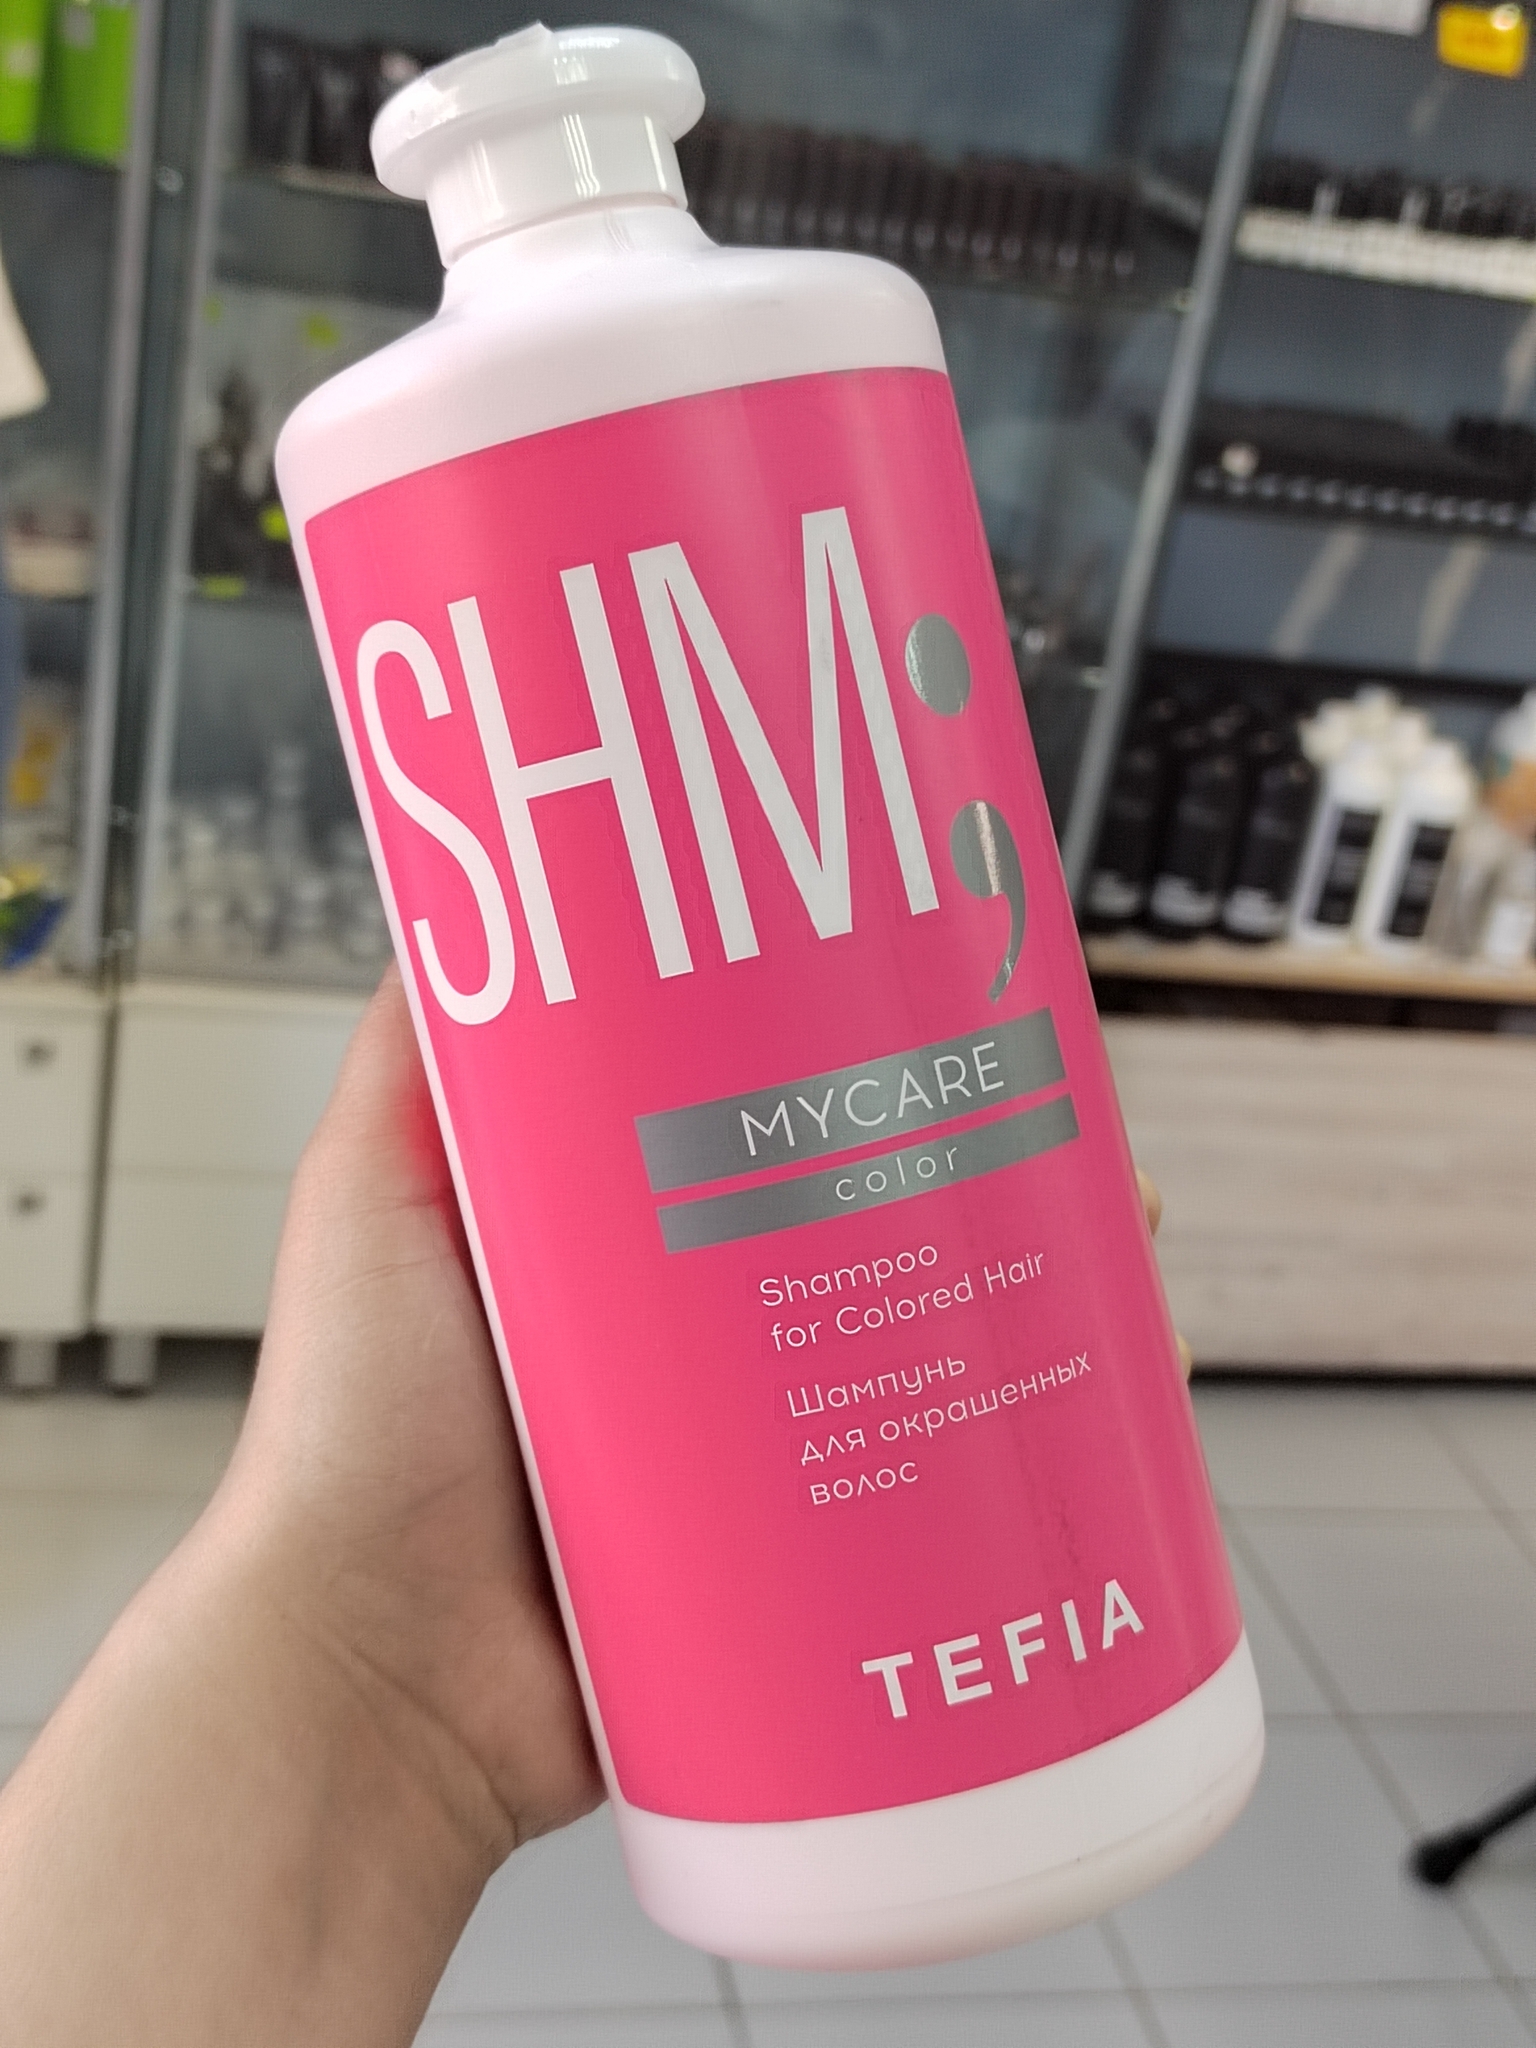 SHM;
MYCARE
color
Shampoo
for Colored Hair
Шампунь
для окрашенных
волос
TEFIA